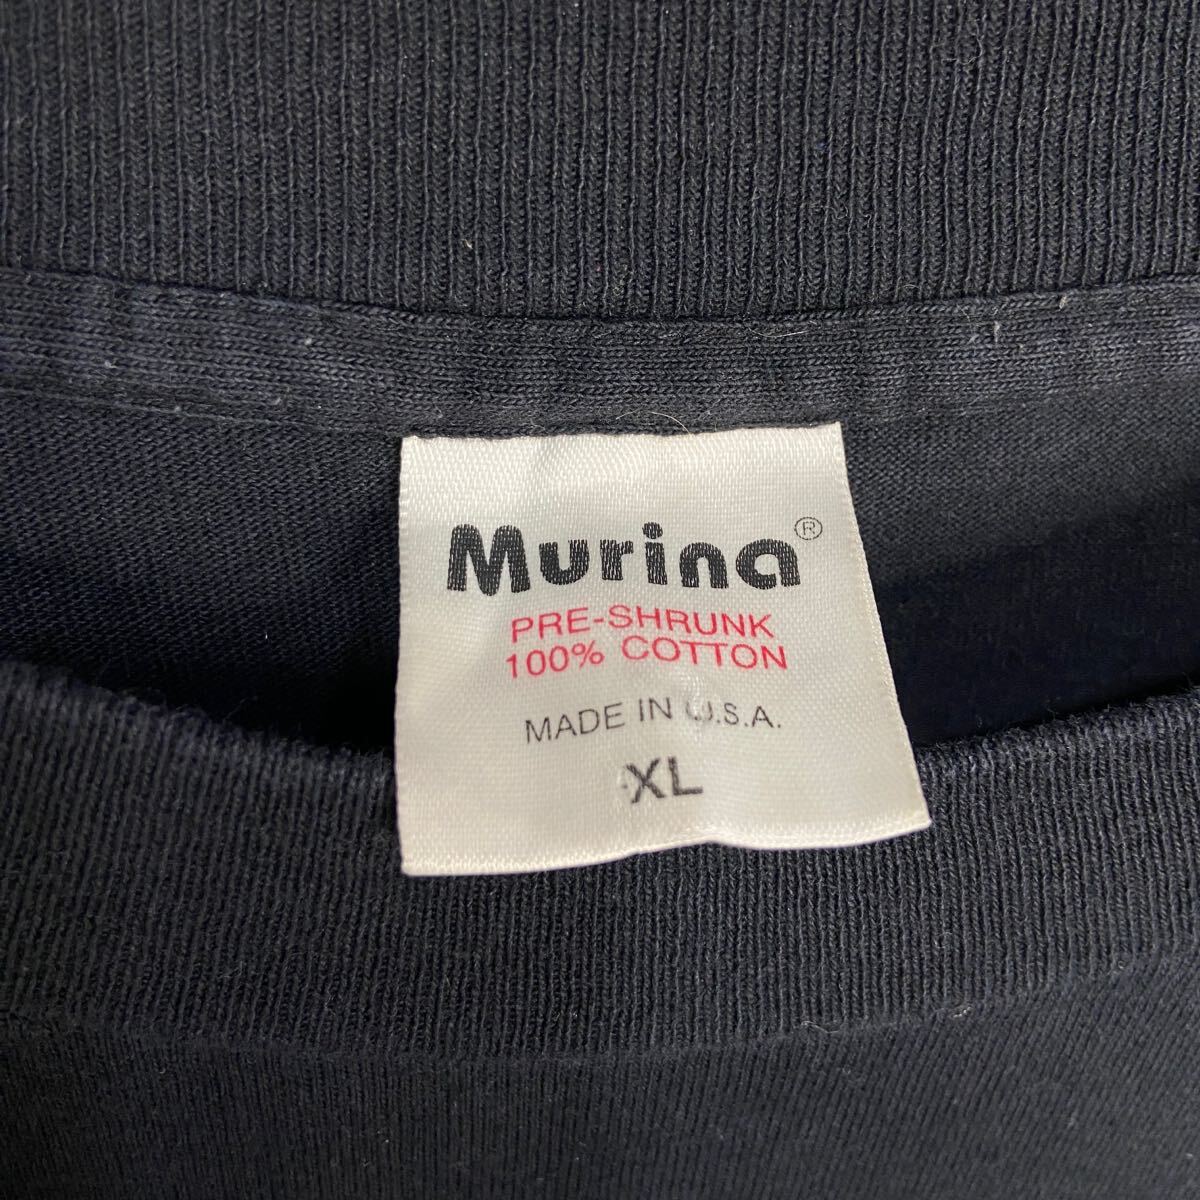 Murina®
PRE-SHRUNK
100% COTTON
MADE IN U.S.A.
XL